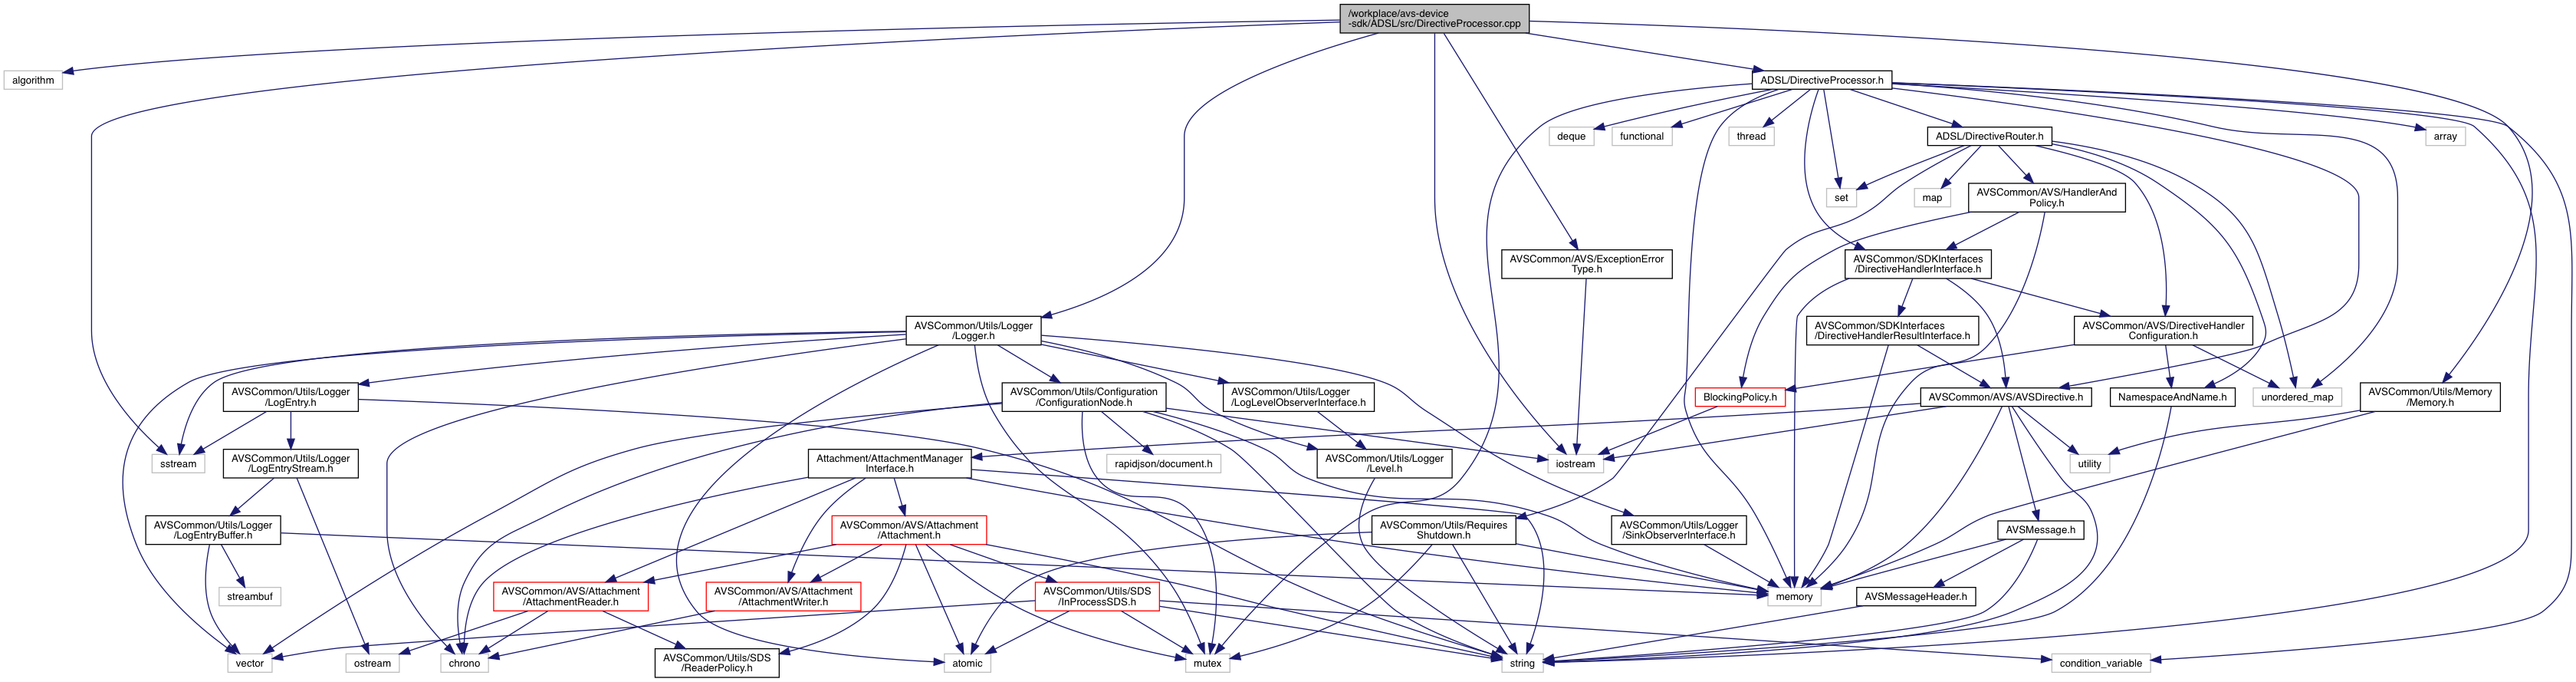 /workplace/avs-device
-sdk/ADSL/src/DirectiveProcessor.cpp
algorithm
ADSL/DirectiveProcessor.h
deque
functional
thread
ADSL/DirectiveRouter.h
array
set
map
AVSCommon/AVS/HandlerAnd
Policy.h
AVSCommon/AVS/ExceptionError
Type.h
AVSCommon/SDKInterfaces
/DirectiveHandlerInterface.h
AVSCommon/Utils/Logger
/Logger.h
AVSCommon/SDKInterfaces
/DirectiveHandlerResultInterface.h
AVSCommon/AVS/DirectiveHandler
Configuration.h
AVSCommon/Utils/Logger
/LogEntry.h
AVSCommon/Utils/Configuration
/ConfigurationNode.h
AVSCommon/Utils/Logger
/LogLevelObserverInterface.h
BlockingPolicy.h
AVSCommon/AVS/AVSDirective.h
NamespaceAndName.h
unordered_map
AVSCommon/Utils/Memory
/Memory.h
sstream
AVSCommon/Utils/Logger
/LogEntryStream.h
Attachment/AttachmentManager
Interface.h
rapidjson/document.h
AVSCommon/Utils/Logger
/Level.h
iostream
utility
AVSCommon/Utils/Logger
/LogEntryBuffer.h
AVSCommon/AVS/Attachment
/Attachment.h
AVSCommon/Utils/Requires
Shutdown.h
AVSCommon/Utils/Logger
/SinkObserverInterface.h
AVSMessage.h
streambuf
AVSCommon/AVS/Attachment
/AttachmentReader.h
AVSCommon/AVS/Attachment
/AttachmentWriter.h
AVSCommon/Utils/SDS
/InProcessSDS.h
memory
AVSMessageHeader.h
vector
ostream
chrono
AVSCommon/Utils/SDS
/ReaderPolicy.h
atomic
mutex
string
condition_variable